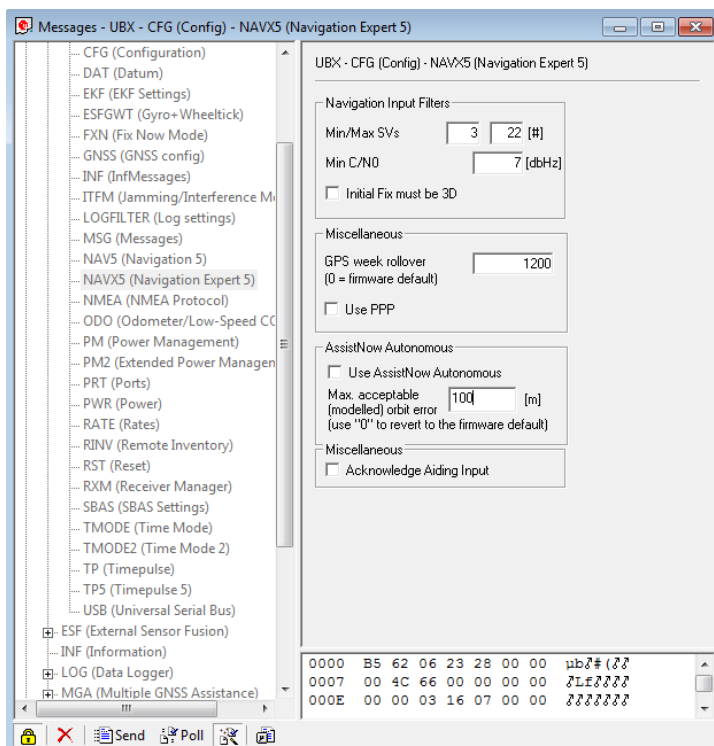 Messages - UBX - CFG (Config) - NAVX5 (Navigation Expert 5)
CFG (Configuration)
DAT (Datum)
EKF (EKF Settings)
ESFGWT (Gyro+Wheeltick)
FXN (Fix Now Mode)
GNSS (GNSS config)
INF (InfMessages)
ITFM (Jamming/Interference Mo
LOGFILTER (Log settings)
MSG (Messages)
NAV5 (Navigation 5)
NAVX5 (Navigation Expert 5)
NMEA (NMEA Protocol)
ODO (Odometer/Low-Speed CO
PM (Power Management)
PM2 (Extended Power Managen
PRT (Ports)
PWR (Power)
RATE (Rates)
RINV (Remote Inventory)
RST (Reset)
RXM (Receiver Manager)
SBAS (SBAS Settings)
TMODE (Time Mode)
TMODE2 (Time Mode 2)
TP (Timepulse)
TP5 (Timepulse 5)
USB (Universal Serial Bus)
ESF (External Sensor Fusion)
INF (Information)
LOG (Data Logger)
MGA (Multiple GNSS Assistance)
UBX - CFG (Config) - NAVX5 (Navigation Expert 5)
Navigation Input Filters
Min/Max SVs 3 22 [#]
Min C/N0 7 [dbHz]
Initial Fix must be 3D
Miscellaneous
GPS week rollover 1200
(0 = firmware default)
Use PPP
AssistNow Autonomous
Use AssistNow Autonomous
Max. acceptable
(modelled) orbit error 100 [m]
(use "0" to revert to the firmware default)
Miscellaneous
Acknowledge Aiding Input
0000 B5 62 06 23 28 00 00 µb#(
0007 00 4C 66 00 00 00 00 Lf
000E 00 00 03 16 07 00 00
Send Poll